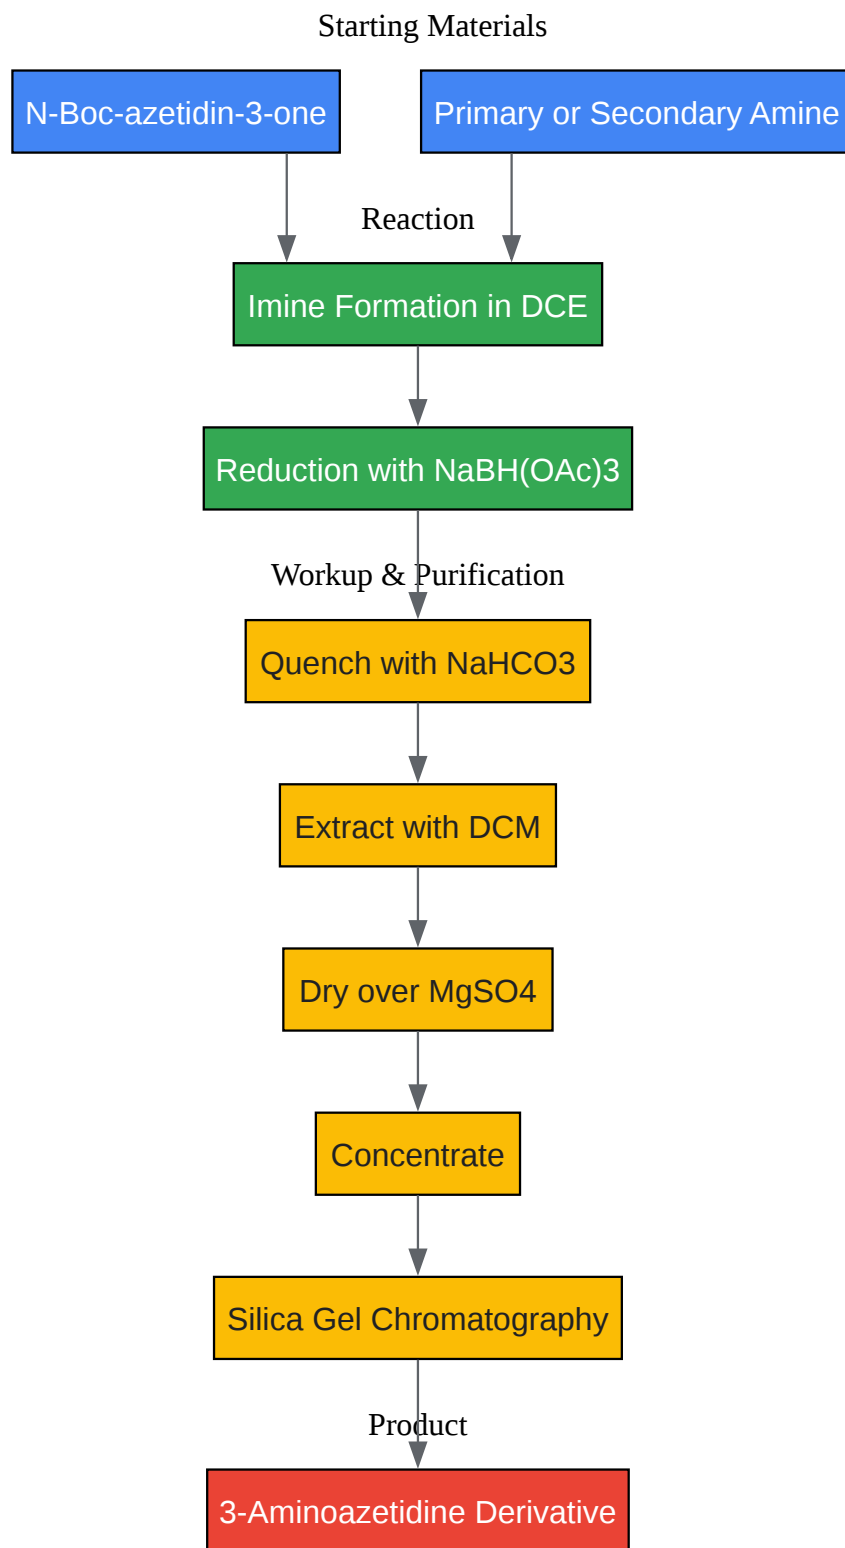 Starting Materials
N-Boc-azetidin-3-one
Primary or Secondary Amine
Reaction
Imine Formation in DCE
Reduction with NaBH(OAc)3
Workup & Purification
Quench with NaHCO3
Extract with DCM
Dry over MgSO4
Concentrate
Silica Gel Chromatography
Product
3-Aminoazetidine Derivative